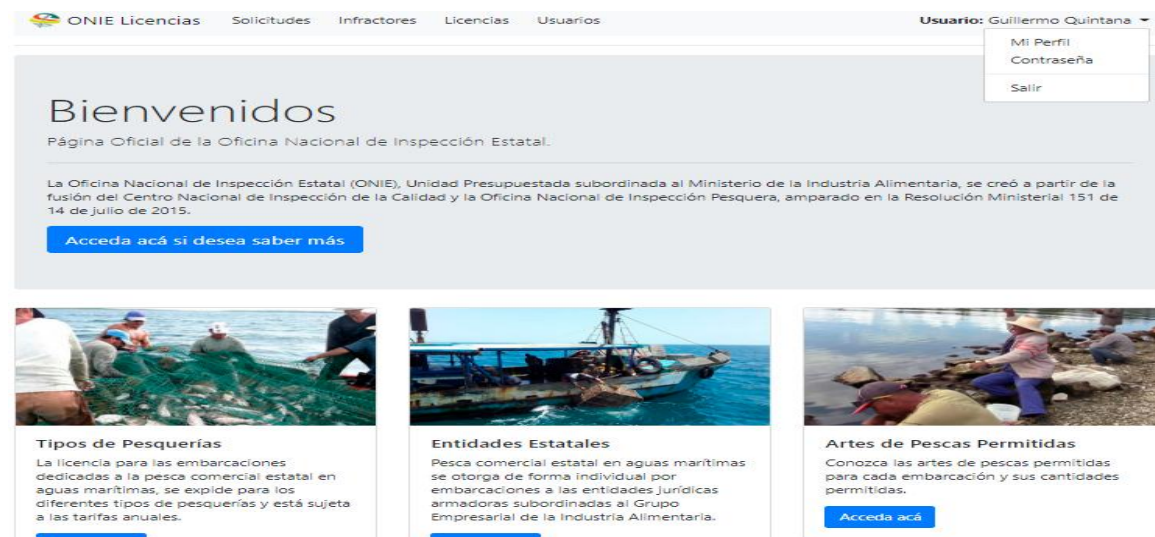 ONIE Licencias Solicitudes Infractores Licencias Usuarios Usuario: Guillermo Quintana
Mi Perfil
Contraseña
Salir
Bienvenidos
Página Oficial de la Oficina Nacional de Inspección Estatal.
La Oficina Nacional de Inspección Estatal (ONIE), Unidad Presupuestada subordinada al Ministerio de la Industria Alimentaria, se creó a partir de la
fusión del Centro Nacional de Inspección de la Calidad y la Oficina Nacional de Inspección Pesquera, amparado en la Resolución Ministerial 151 de
14 de julio de 2015.
Acceda acá si desea saber más
Tipos de Pesquerías
La licencia para las embarcaciones
dedicadas a la pesca comercial estatal en
aguas marítimas, se expide para los
diferentes tipos de pesquerías y está sujeta
a las tarifas anuales.
Entidades Estatales
Pesca comercial estatal en aguas marítimas
se otorga de forma individual por
embarcaciones a las entidades jurídicas
armadoras subordinadas al Grupo
Empresarial de la Industria Alimentaria.
Artes de Pescas Permitidas
Conozca las artes de pescas permitidas
para cada embarcación y sus cantidades
permitidas.
Acceda acá